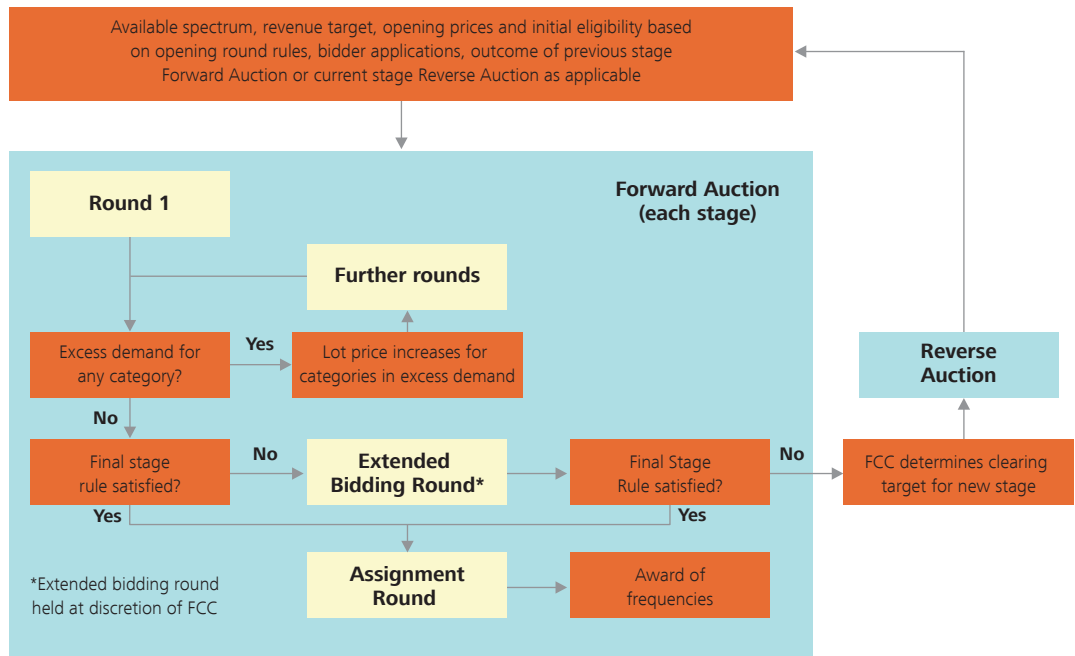 Available spectrum, revenue target, opening prices and initial eligibility based
on opening round rules, bidder applications, outcome of previous stage
Forward Auction or current stage Reverse Auction as applicable
Forward Auction
(each stage)
Round 1
Further rounds
Excess demand for
any category?
Yes
Lot price increases for
categories in excess demand
No
Final stage
rule satisfied?
No
Extended
Bidding Round*
Final Stage
Rule satisfied?
No
FCC determines clearing
target for new stage
Reverse
Auction
Yes
Yes
Assignment
Round
Award of
frequencies
*Extended bidding round
held at discretion of FCC